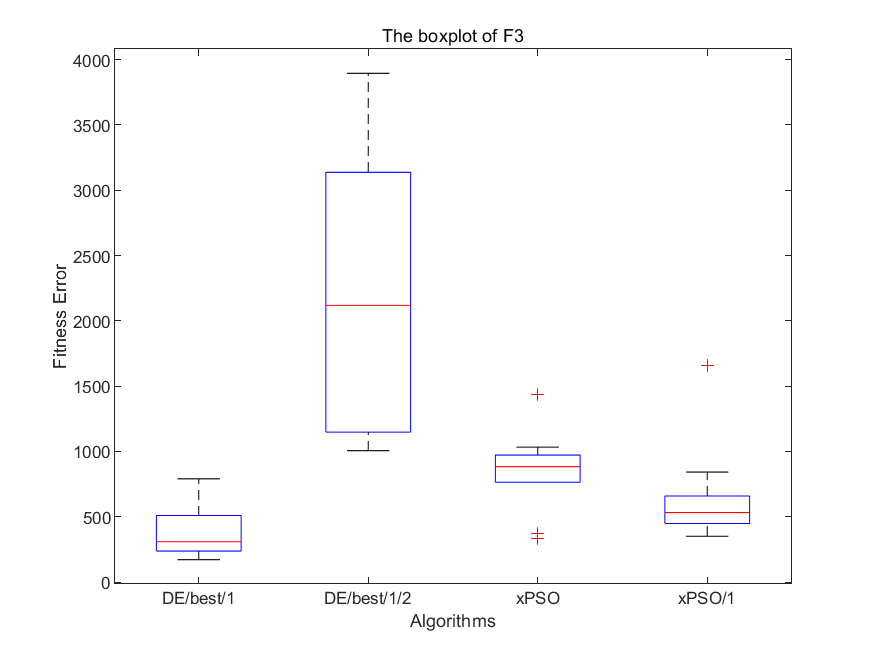 The boxplot of F3
4000
3500
3000
2500
2000
1500
1000
500
0
Fitness Error
DE/best/1
DE/best/1/2
xPSO
xPSO/1
Algorithms